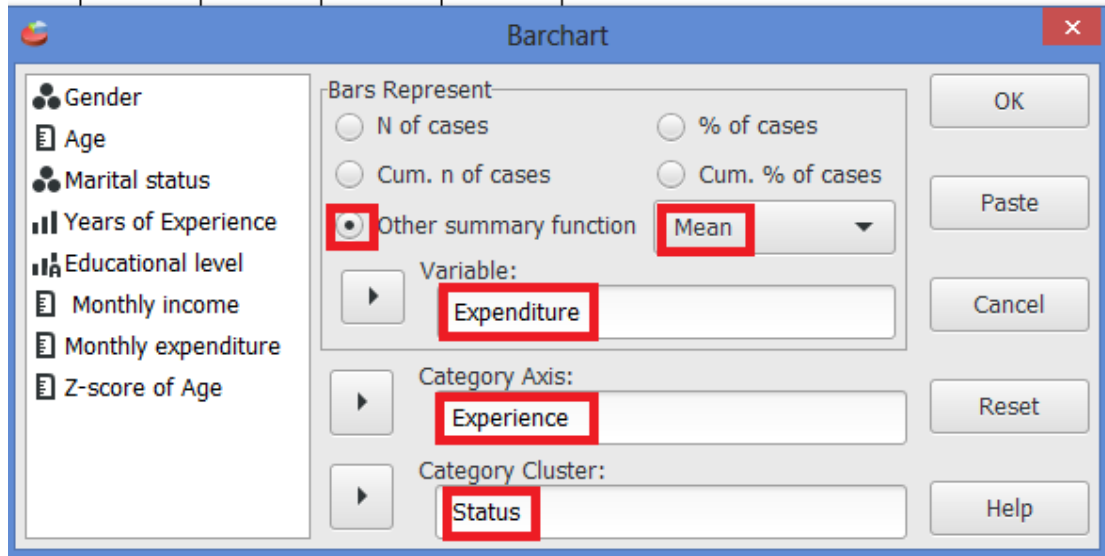 Barchart
Gender
Age
Marital status
Years of Experience
Educational level
Monthly income
Monthly expenditure
Z-score of Age
Bars Represent
N of cases
% of cases
Cum. n of cases
Cum. % of cases
Other summary function
Mean
Variable:
Expenditure
Category Axis:
Experience
Category Cluster:
Status
OK
Paste
Cancel
Reset
Help